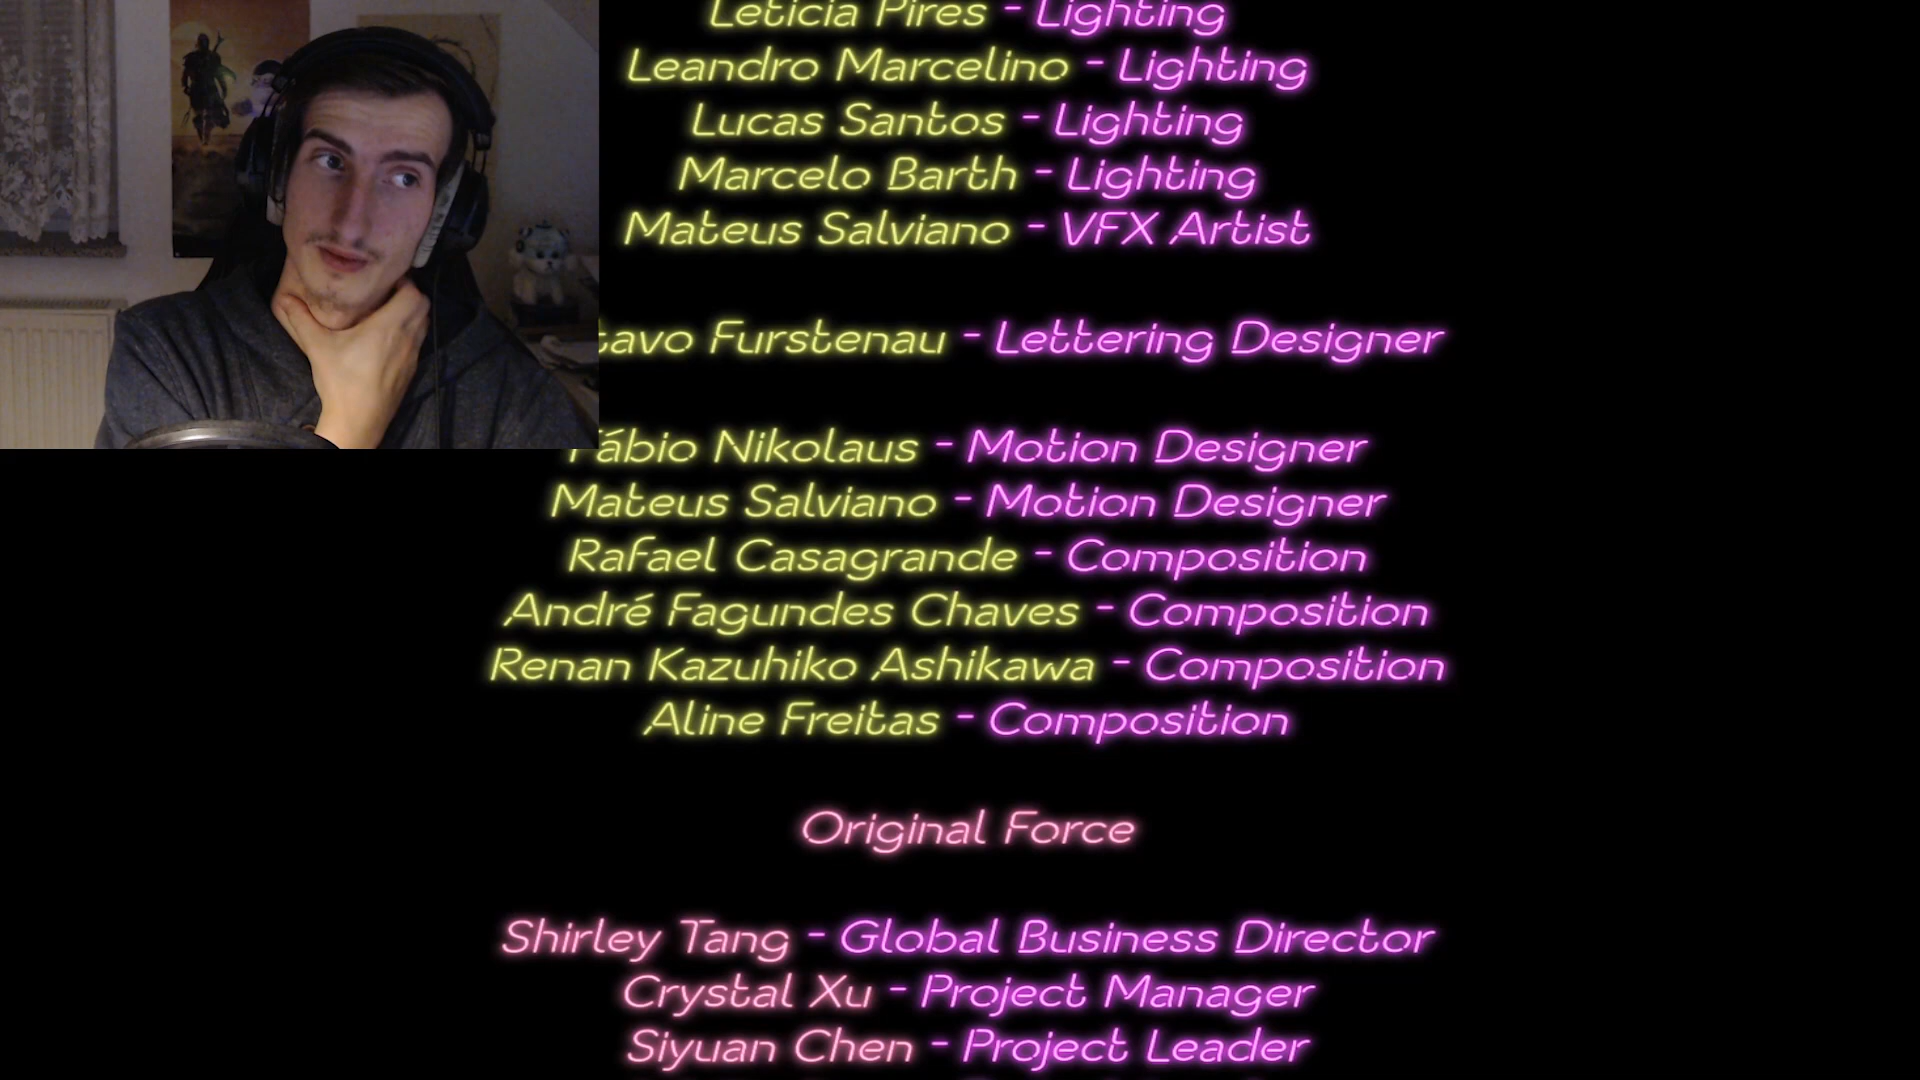 Leticia Pires - Lighting
Leandro Marcelino - Lighting
Lucas Santos - Lighting
Marcelo Barth - Lighting
Mateus Salviano - VFX Artist
Furstenau - Lettering Designer
Fábio Nikolaus - Motion Designer
Mateus Salviano - Motion Designer
Rafael Casagrande - Composition
André Fagundes Chaves - Composition
Renan Kazuhiko Ashikawa - Composition
Aline Freitas - Composition
Original Force
Shirley Tang - Global Business Director
Crystal Xu - Project Manager
Siyuan Chen - Project Leader